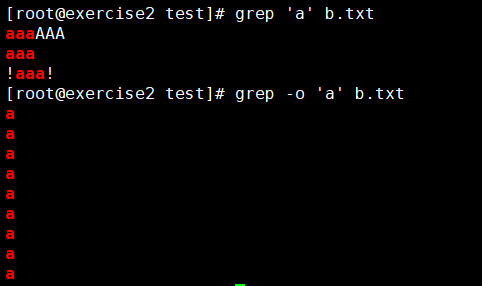 [root@exercise2 test]# grep 'a' b.txt
aaaAAA
aaa
!aaa!
[root@exercise2 test]# grep -o 'a' b.txt
a
a
a
a
a
a
a
a
a